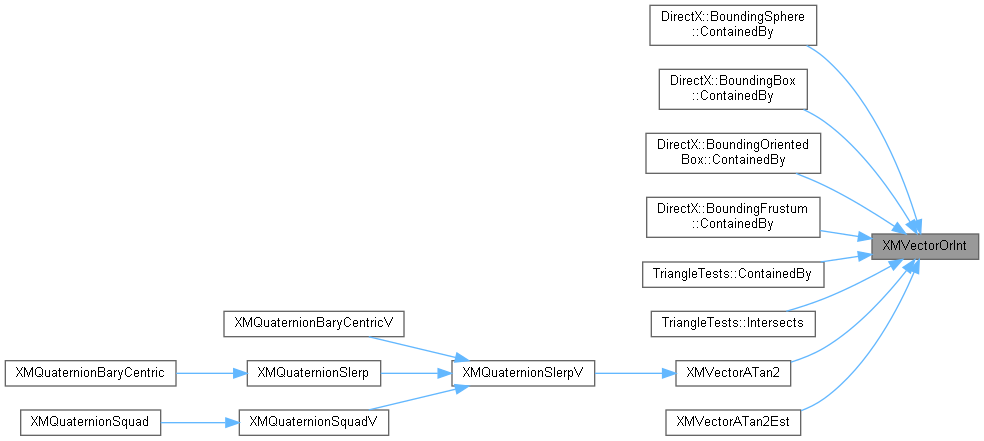 DirectX::BoundingSphere
::ContainedBy
DirectX::BoundingBox
::ContainedBy
DirectX::BoundingOriented
Box::ContainedBy
DirectX::BoundingFrustum
::ContainedBy
XMVectorOrInt
TriangleTests::ContainedBy
TriangleTests::Intersects
XMQuaternionBaryCentricV
XMQuaternionBaryCentric
XMQuaternionSlerp
XMQuaternionSlerpV
XMVectorATan2
XMQuaternionSquad
XMQuaternionSquadV
XMVectorATan2Est